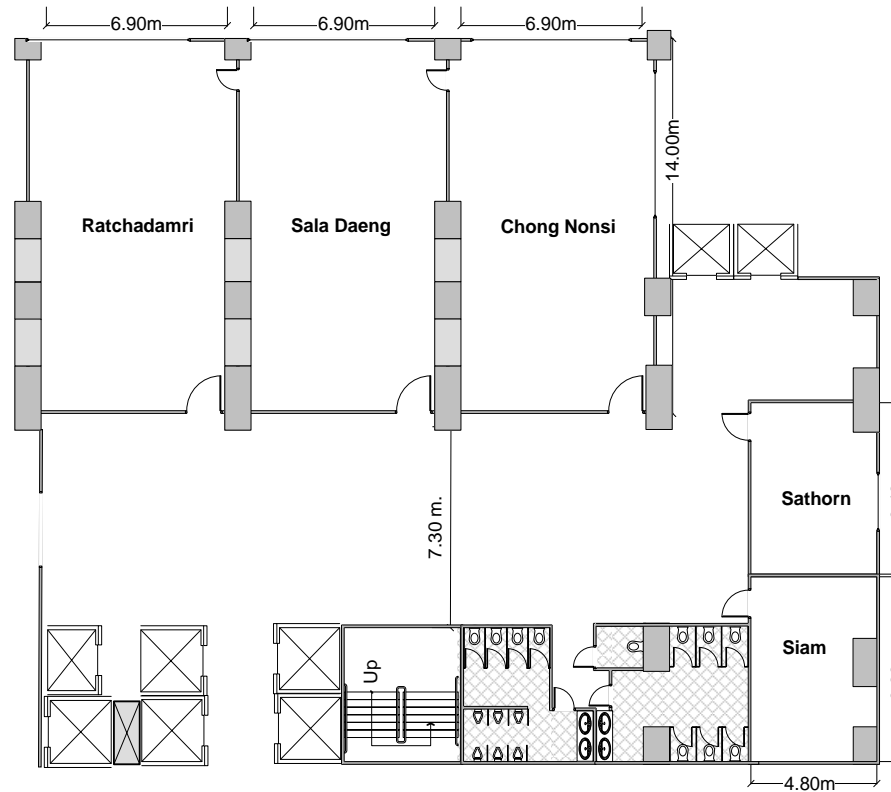 6.90m 6.90m 6.90m
14.00m
Ratchadamri Sala Daeng Chong Nonsi
Sathorn
7.30 m.
Siam
Up
4.80m